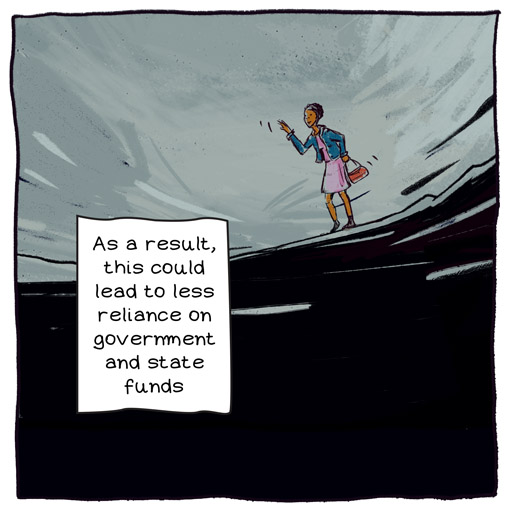 As a result,
this could
lead to less
reliance on
government
and state
funds